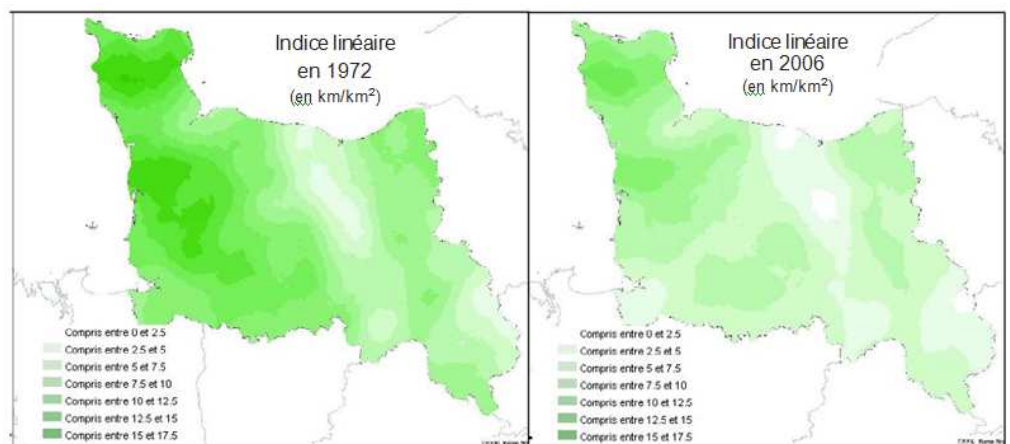 Indice linéaire
en 1972
(en km/km²)
Compris entre 0 et 2.5
Compris entre 2.5 et 5
Compris entre 5 et 7.5
Compris entre 7.5 et 10
Compris entre 10 et 12.5
Compris entre 12.5 et 15
Compris entre 15 et 17.5
Indice linéaire
en 2006
(en km/km²)
Compris entre 0 et 2.5
Compris entre 2.5 et 5
Compris entre 5 et 7.5
Compris entre 7.5 et 10
Compris entre 10 et 12.5
Compris entre 12.5 et 15
Compris entre 15 et 17.5